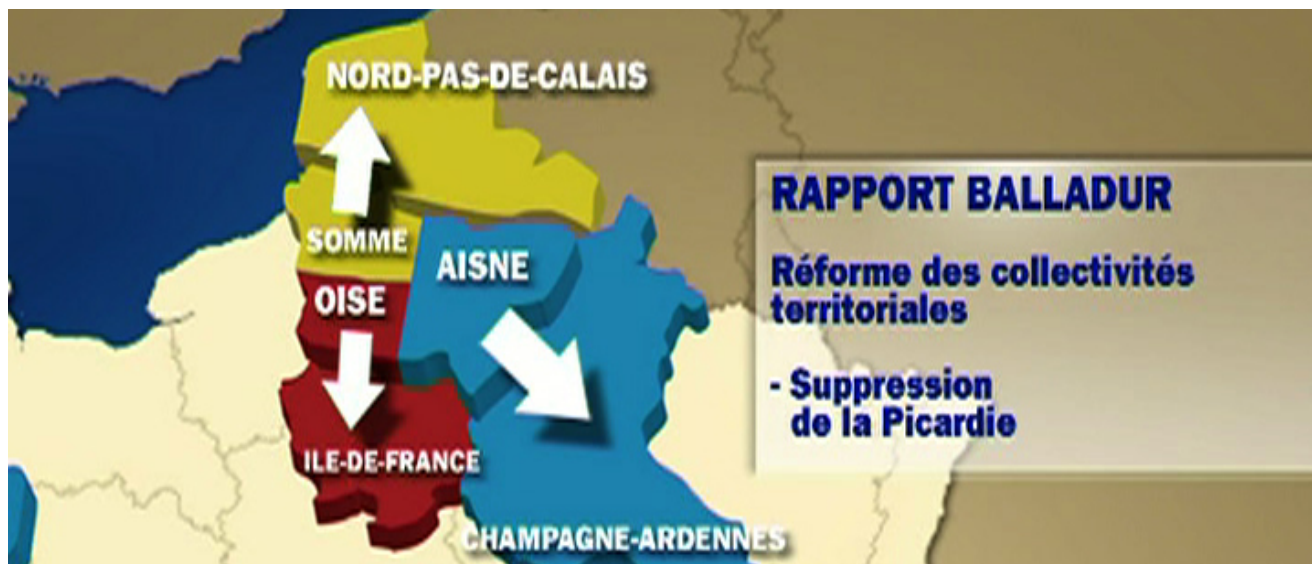 NORD-PAS-DE-CALAIS
SOMME
AISNE
OISE
ILE-DE-FRANCE
CHAMPAGNE-ARDENNES
RAPPORT BALLADUR
Réforme des collectivités
territoriales
- Suppression
de la Picardie